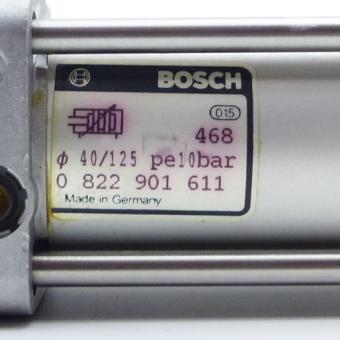 BOSCH
015
468
φ 40/125 pe10bar
0 822 901 611
Made in Germany